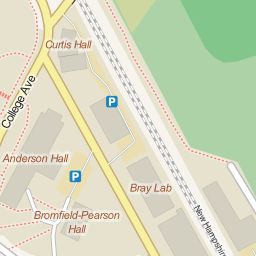 Curtis Hall
College Ave
P
Anderson Hall
P
Bray Lab
Bromfield-Pearson
Hall
New Hampshire